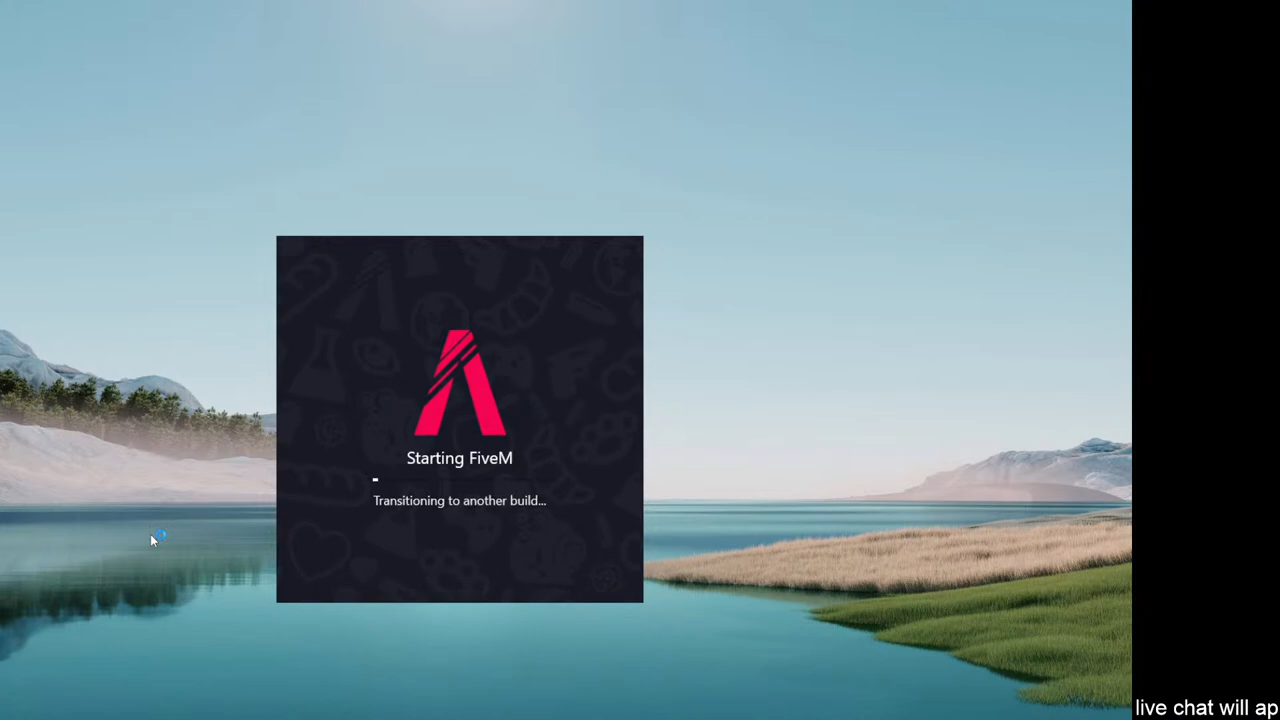 Starting FiveM
Transitioning to another build...
live chat will ap